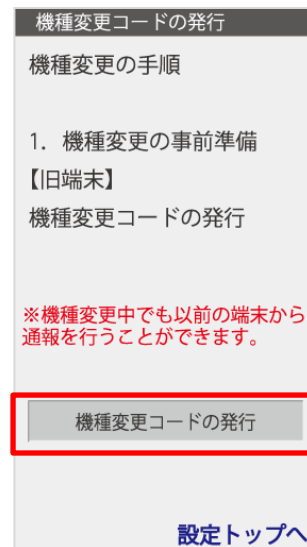 機種変更コードの発行
機種変更の手順
1．機種変更の事前準備
【旧端末】
機種変更コードの発行
※機種変更中でも以前の端末から
通報を行うことができます。
機種変更コードの発行
設定トップへ